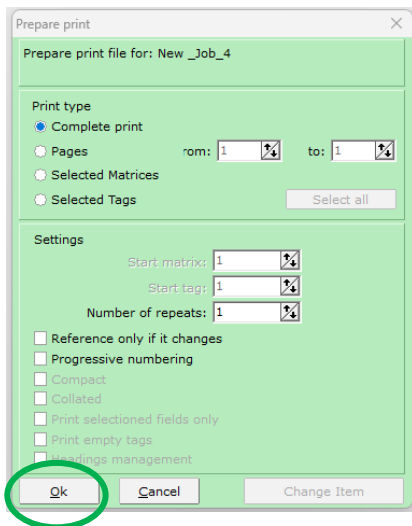 Prepare print
Prepare print file for: New _Job_4
Print type
Complete print
Pages rom: 1 to: 1
Selected Matrices
Selected Tags Select all
Settings
Start matrix: 1
Start tag: 1
Number of repeats: 1
Reference only if it changes
Progressive numbering
Compact
Collated
Print selectioned fields only
Print empty tags
Headings management
Ok Cancel Change Item